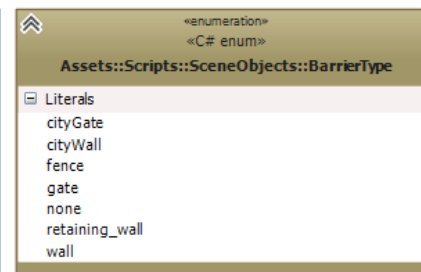 «enumeration»
«C# enum»
Assets::Scripts::SceneObjects::BarrierType
Literals
cityGate
cityWall
fence
gate
none
retaining_wall
wall